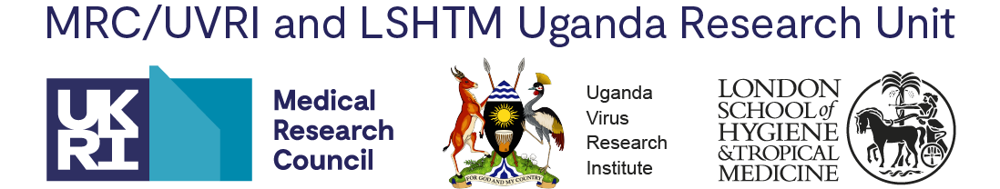 MRC/UVRI and LSHTM Uganda Research Unit
UK
RI
Medical
Research
Council
FOR GOD AND MY COUNTRY
Uganda
Virus
Research
Institute
LONDON
SCHOOL of
HYGIENE
& TROPICAL
MEDICINE